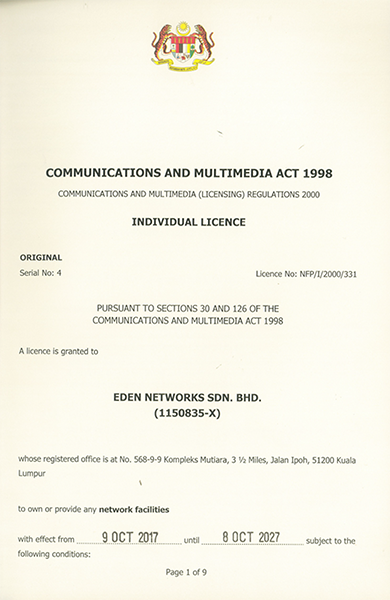 COMMUNICATIONS AND MULTIMEDIA ACT 1998
COMMUNICATIONS AND MULTIMEDIA (LICENSING) REGULATIONS 2000
INDIVIDUAL LICENCE
ORIGINAL
Serial No: 4
Licence No: NFP/I/2000/331
PURSUANT TO SECTIONS 30 AND 126 OF THE
COMMUNICATIONS AND MULTIMEDIA ACT 1998
A licence is granted to
EDEN NETWORKS SDN. BHD.
(1150835-X)
whose registered office is at No. 568-9-9 Kompleks Mutiara, 3 ½ Miles, Jalan Ipoh, 51200 Kuala
Lumpur
to own or provide any network facilities
with effect from 9 OCT 2017 until 8 OCT 2027 subject to the
following conditions:
Page 1 of 9